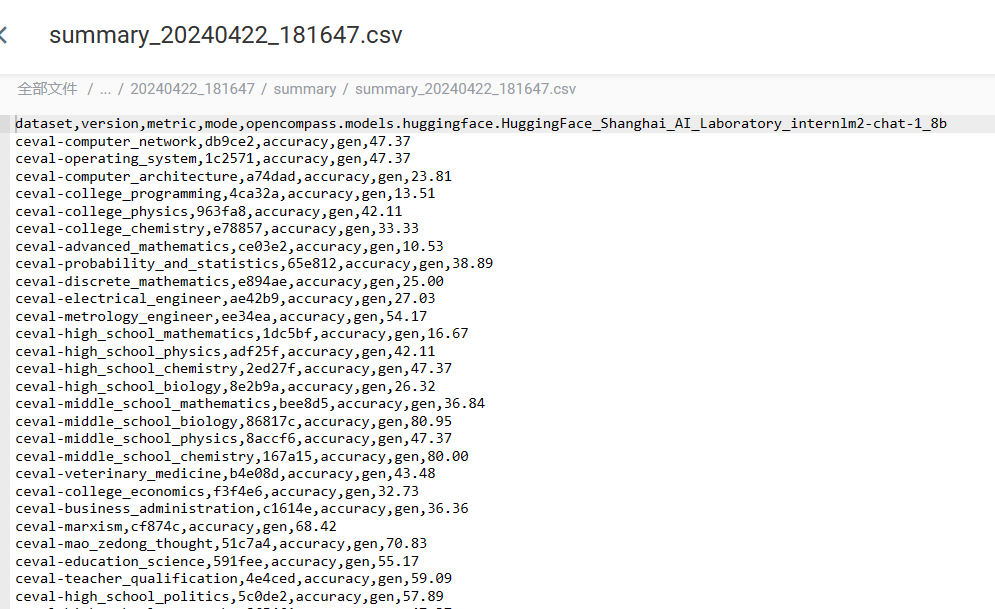 summary_20240422_181647.csv
全部文件 / ... / 20240422_181647 / summary / summary_20240422_181647.csv
dataset,version,metric,mode,opencompass.models.huggingface.HuggingFace_Shanghai_AI_Laboratory_internlm2-chat-1_8b
ceval-computer_network,db9ce2,accuracy,gen,47.37
ceval-operating_system,1c2571,accuracy,gen,47.37
ceval-computer_architecture,a74dad,accuracy,gen,23.81
ceval-college_programming,4ca32a,accuracy,gen,13.51
ceval-college_physics,963fa8,accuracy,gen,42.11
ceval-college_chemistry,e78857,accuracy,gen,33.33
ceval-advanced_mathematics,ce03e2,accuracy,gen,10.53
ceval-probability_and_statistics,65e812,accuracy,gen,38.89
ceval-discrete_mathematics,e894ae,accuracy,gen,25.00
ceval-electrical_engineer,ae42b9,accuracy,gen,27.03
ceval-metrology_engineer,ee34ea,accuracy,gen,54.17
ceval-high_school_mathematics,1dc5bf,accuracy,gen,16.67
ceval-high_school_physics,adf25f,accuracy,gen,42.11
ceval-high_school_chemistry,2ed27f,accuracy,gen,47.37
ceval-high_school_biology,8e2b9a,accuracy,gen,26.32
ceval-middle_school_mathematics,bee8d5,accuracy,gen,36.84
ceval-middle_school_biology,86817c,accuracy,gen,80.95
ceval-middle_school_physics,8accf6,accuracy,gen,47.37
ceval-middle_school_chemistry,167a15,accuracy,gen,80.00
ceval-veterinary_medicine,b4e08d,accuracy,gen,43.48
ceval-college_economics,f3f4e6,accuracy,gen,32.73
ceval-business_administration,c1614e,accuracy,gen,36.36
ceval-marxism,cf874c,accuracy,gen,68.42
ceval-mao_zedong_thought,51c7a4,accuracy,gen,70.83
ceval-education_science,591fee,accuracy,gen,55.17
ceval-teacher_qualification,4e4ced,accuracy,gen,59.09
ceval-high_school_politics,5c0de2,accuracy,gen,57.89